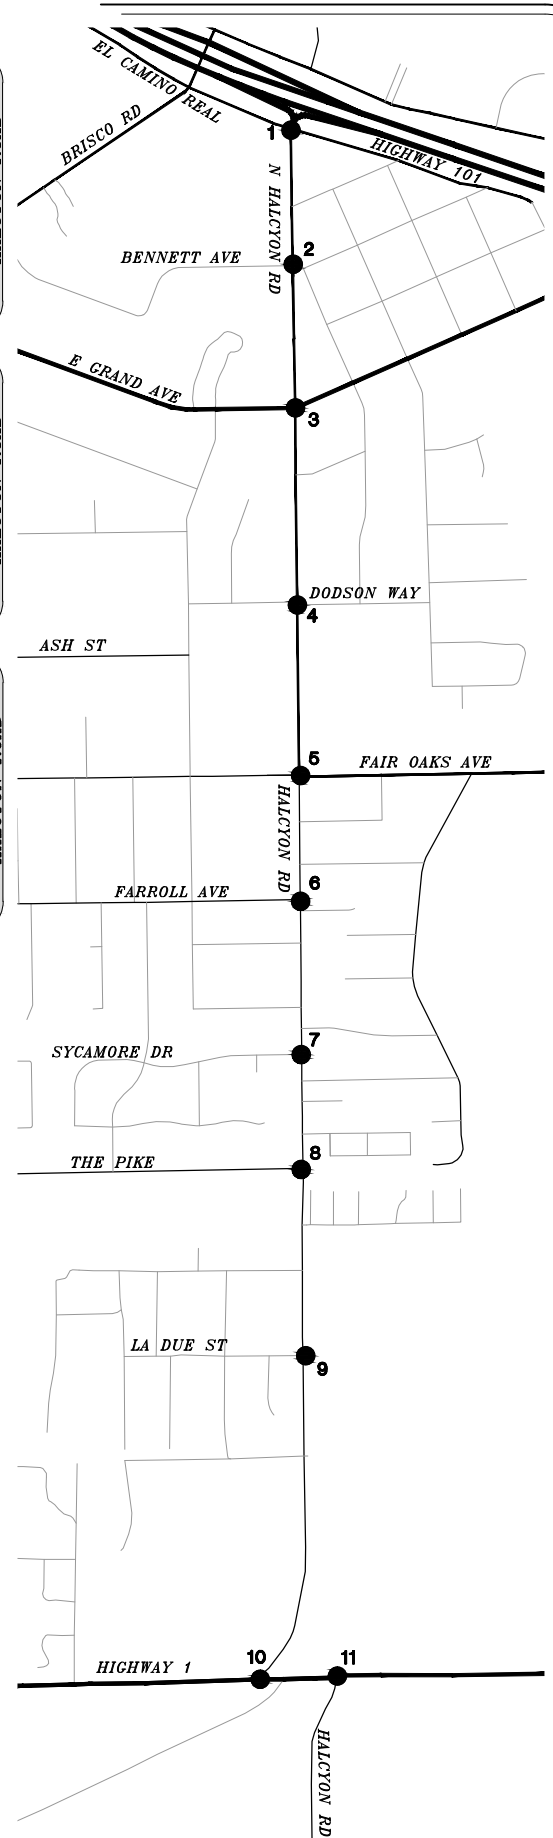 EL CAMINO REAL
BRISCO RD
1
HIGHWAY 101
N HALCYON RD
2
BENNETT AVE
E GRAND AVE
3
DODSON WAY
4
ASH ST
5
FAIR OAKS AVE
HALCYON RD
6
FARROLL AVE
7
SYCAMORE DR
8
THE PIKE
LA DUE ST
9
10
11
HIGHWAY 1
HALCYON RD